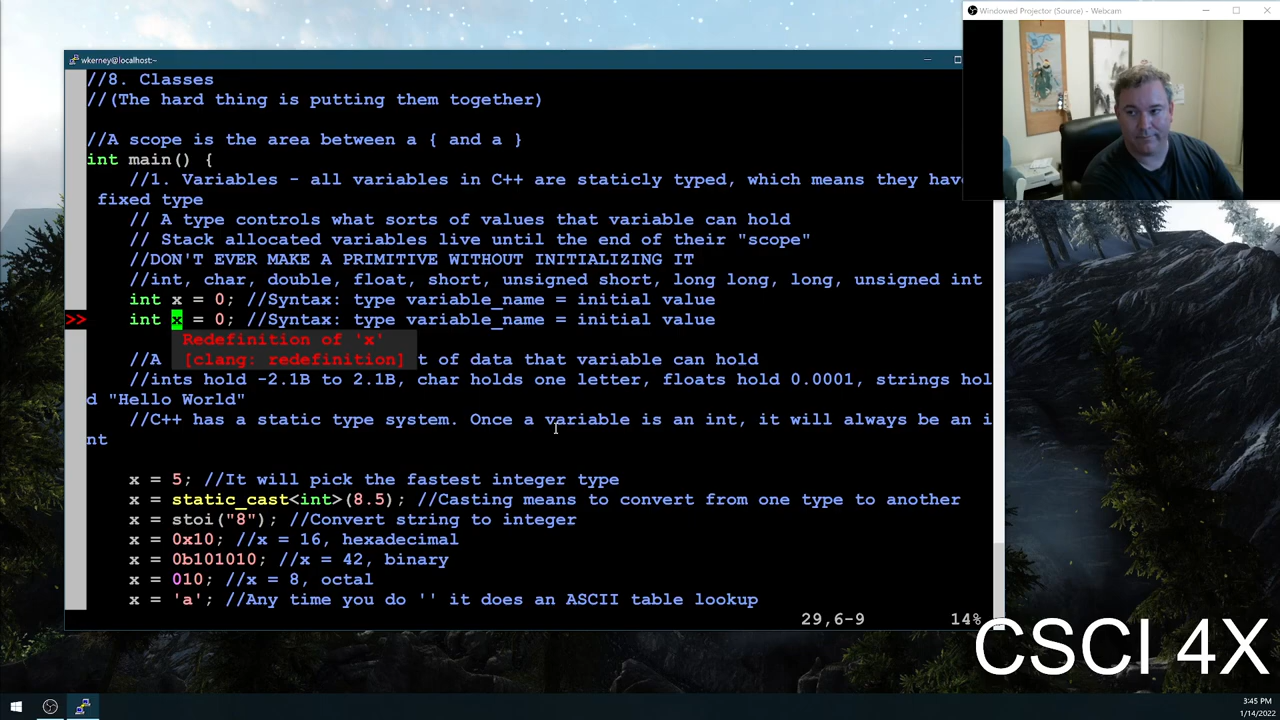 Windowed Projector (Source) - Webcam
wkerney@localhost:~
//8. Classes
//(The hard thing is putting them together)
//A scope is the area between a { and a }
int main() {
//1. Variables - all variables in C++ are staticly typed, which means they hav
fixed type
// A type controls what sorts of values that variable can hold
// Stack allocated variables live until the end of their "scope"
//DON'T EVER MAKE A PRIMITIVE WITHOUT INITIALIZING IT
//int, char, double, float, short, unsigned short, long long, long, unsigned int
int x = 0; //Syntax: type variable_name = initial value
>> int x = 0; //Syntax: type variable_name = initial value
Redefinition of 'x'
//A t of data that variable can hold
[clang: redefinition]
//ints hold -2.1B to 2.1B, char holds one letter, floats hold 0.0001, strings hol
d "Hello World"
//C++ has a static type system. Once a variable is an int, it will always be an i
nt
x = 5; //It will pick the fastest integer type
x = static_cast<int>(8.5); //Casting means to convert from one type to another
x = stoi("8"); //Convert string to integer
x = 0x10; //x = 16, hexadecimal
x = 0b101010; //x = 42, binary
x = 010; //x = 8, octal
x = 'a'; //Any time you do '' it does an ASCII table lookup
29,6-9 14%
CSCI 4X
3:45 PM
1/14/2022